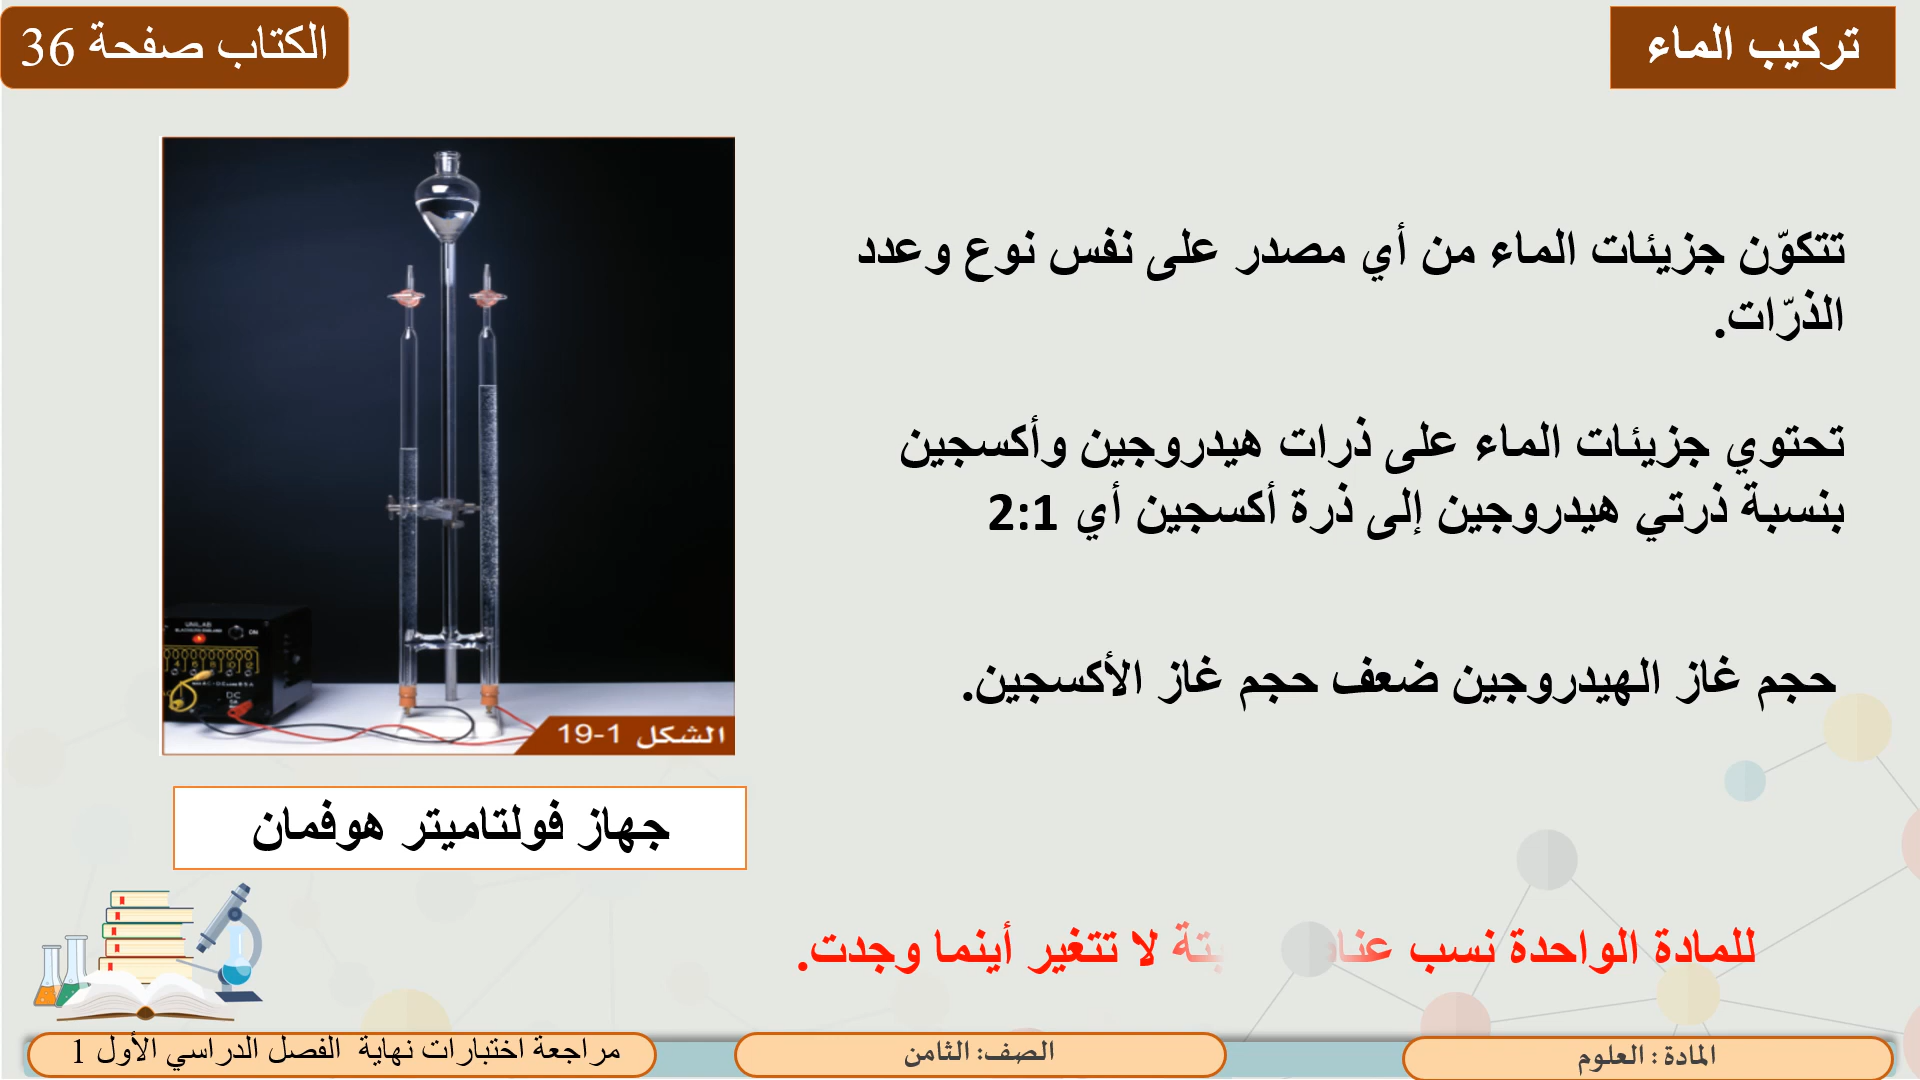 تركيب الماء
الكتاب صفحة 36
تتكوّن جزيئات الماء من أي مصدر على نفس نوع وعدد
الذرّات.
تحتوي جزيئات الماء على ذرات هيدروجين وأكسجين
بنسبة ذرتي هيدروجين إلى ذرة أكسجين أي 2:1
حجم غاز الهيدروجين ضعف حجم غاز الأكسجين.
UNILAB
DC
الشكل 1-19
جهاز فولتاميتر هوفمان
للمادة الواحدة نسب لا تتغير أينما وجدت.
المادة : العلوم
الصف: الثامن
مراجعة اختبارات نهاية الفصل الدراسي الأول 1